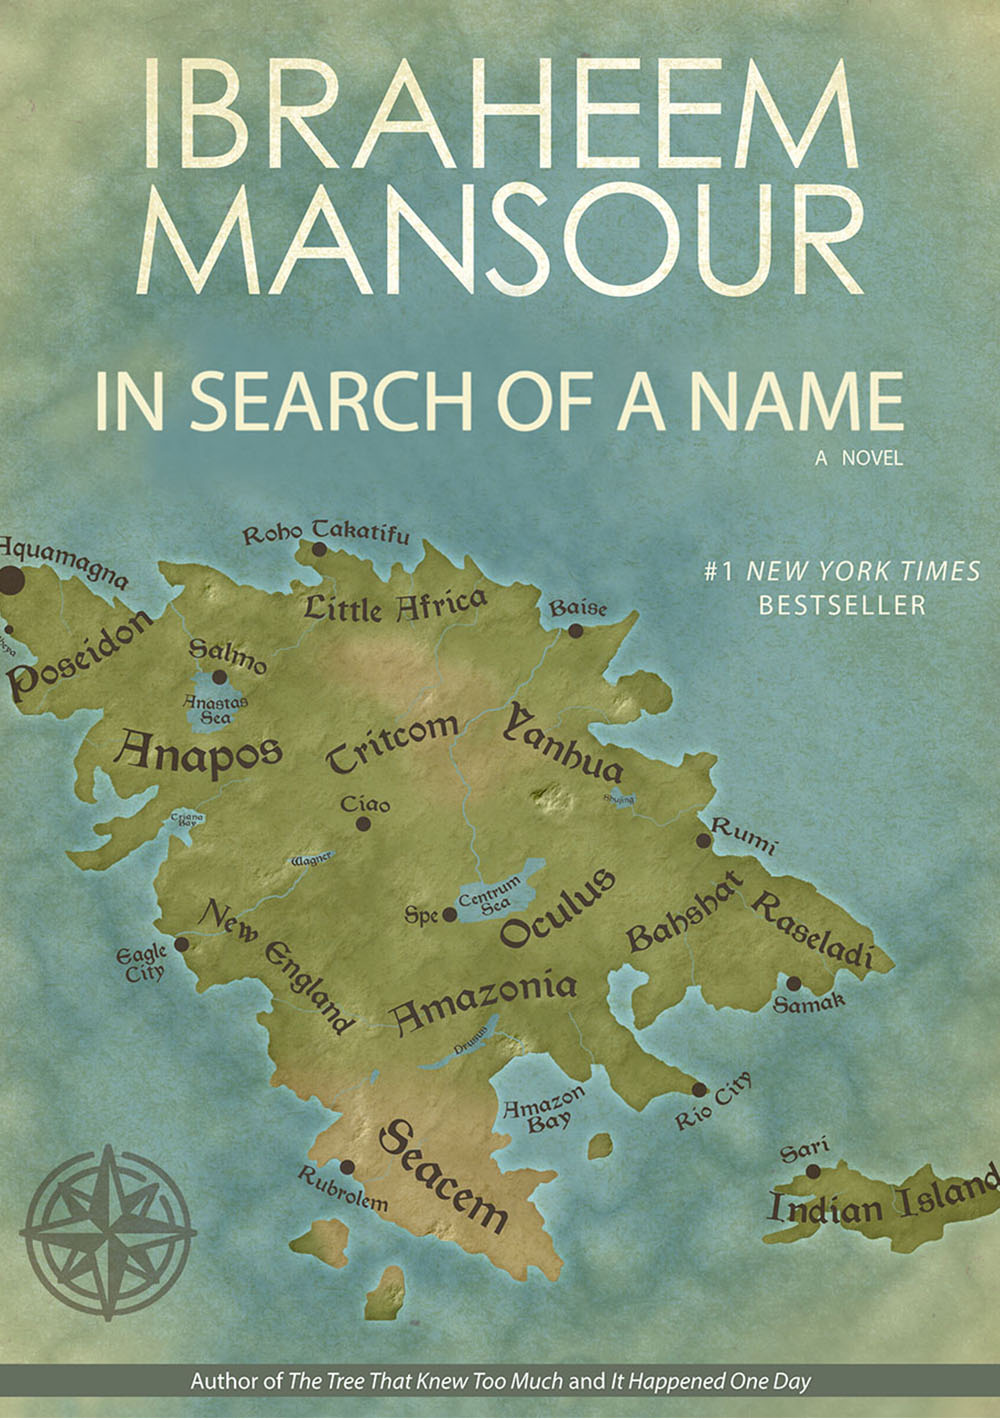 IBRAHEEM
MANSOUR
IN SEARCH OF A NAME
A NOVEL
#1 NEW YORK TIMES
BESTSELLER
Roho Takatifu
Aquamagna
Little Africa
Baise
Poseidon
Salmo
Anastas
Sea
Anapos
Tritcom
Yanhua
Shujing
Ciao
Triana
Bay
Rumi
Wagner
Centrum
Sea
Spe
Oculus
Bahshat
Raseladi
New England
Eagle
City
Amazonia
Samak
Drusus
Amazon
Bay
Rio City
Seacem
Rubrolem
Sari
Indian Island
Author of The Tree That Knew Too Much and It Happened One Day